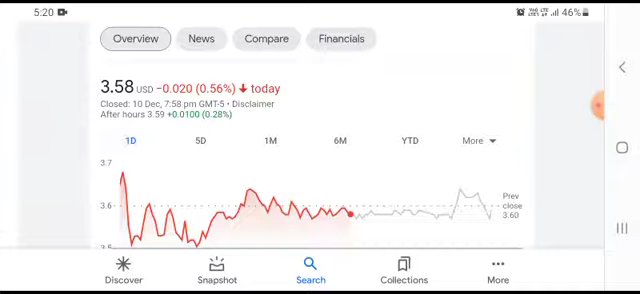 5:20
46%
Overview News Compare Financials
3.58 USD −0.020 (0.56%) today
Closed: 10 Dec, 7:58 pm GMT-5 • Disclaimer
After hours 3.59 +0.0100 (0.28%)
1D 5D 1M 6M YTD More
3.7
3.6
Prev
close
3.60
3.5
Discover Snapshot Search Collections More